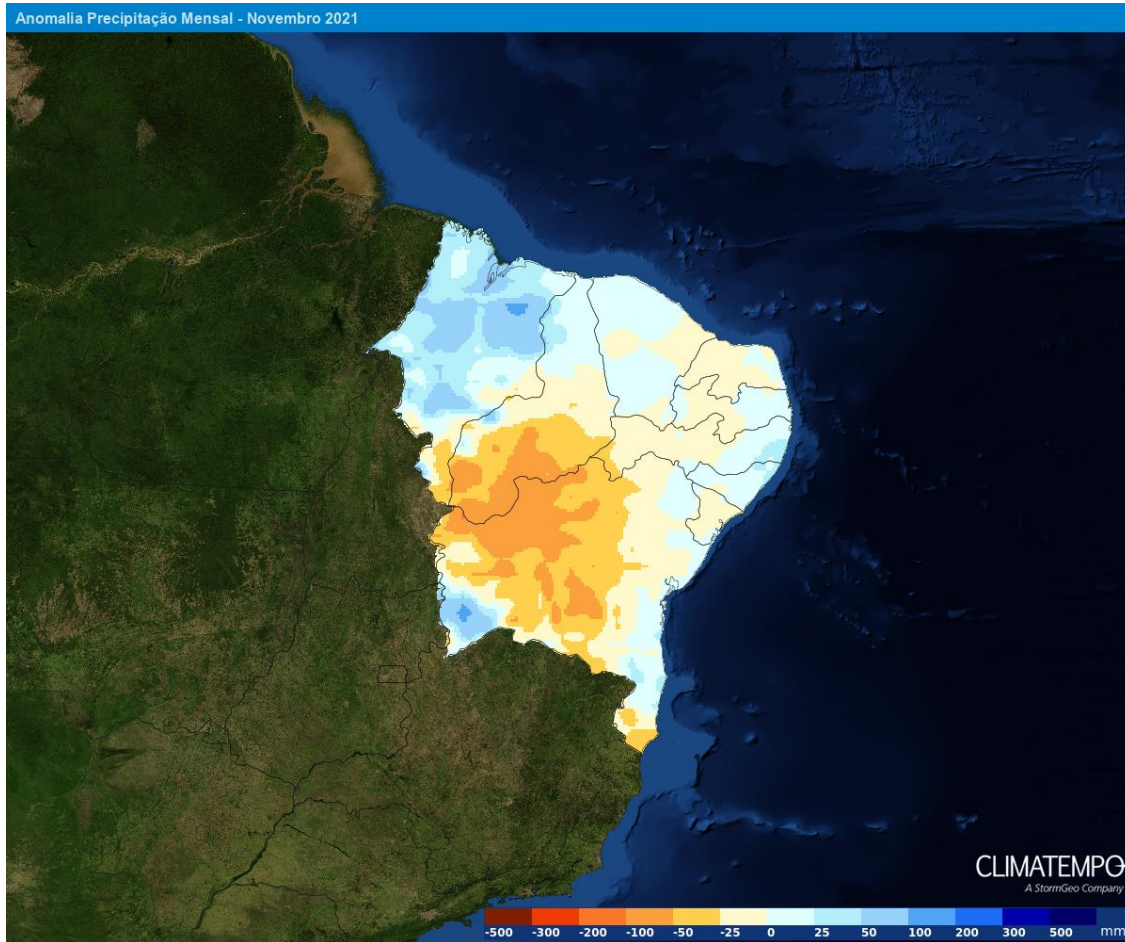 Anomalia Precipitação Mensal - Novembro 2021
CLIMATEMPO
A StormGeo Company
-500 -300 -200 -100 -50 -25 0 25 50 100 200 300 500 mm